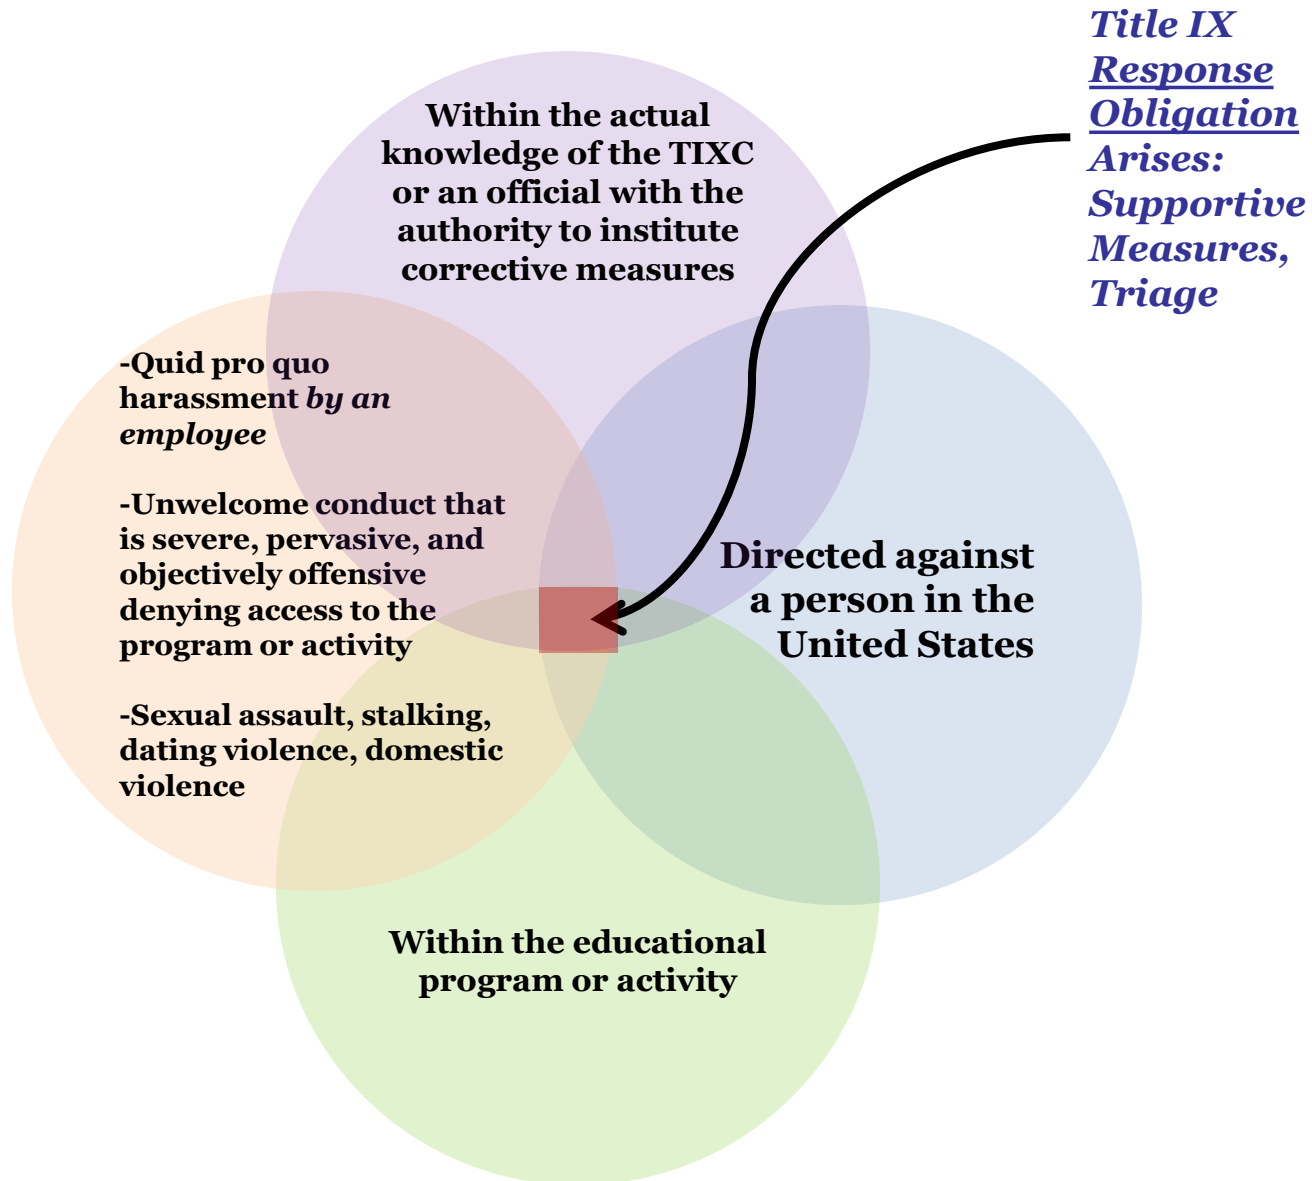 Title IX
Response
Obligation
Arises:
Supportive
Measures,
Triage
Within the actual
knowledge of the TIXC
or an official with the
authority to institute
corrective measures
-Quid pro quo
harassment by an
employee
-Unwelcome conduct that
is severe, pervasive, and
objectively offensive
denying access to the
program or activity
-Sexual assault, stalking,
dating violence, domestic
violence
Directed against
a person in the
United States
Within the educational
program or activity